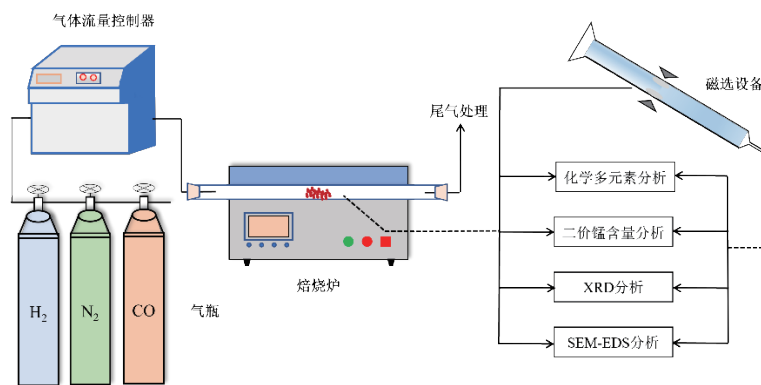 气体流量控制器
磁选设备
尾气处理
化学多元素分析
二价锰含量分析
XRD分析
SEM-EDS分析
焙烧炉
H₂
N₂
CO
气瓶